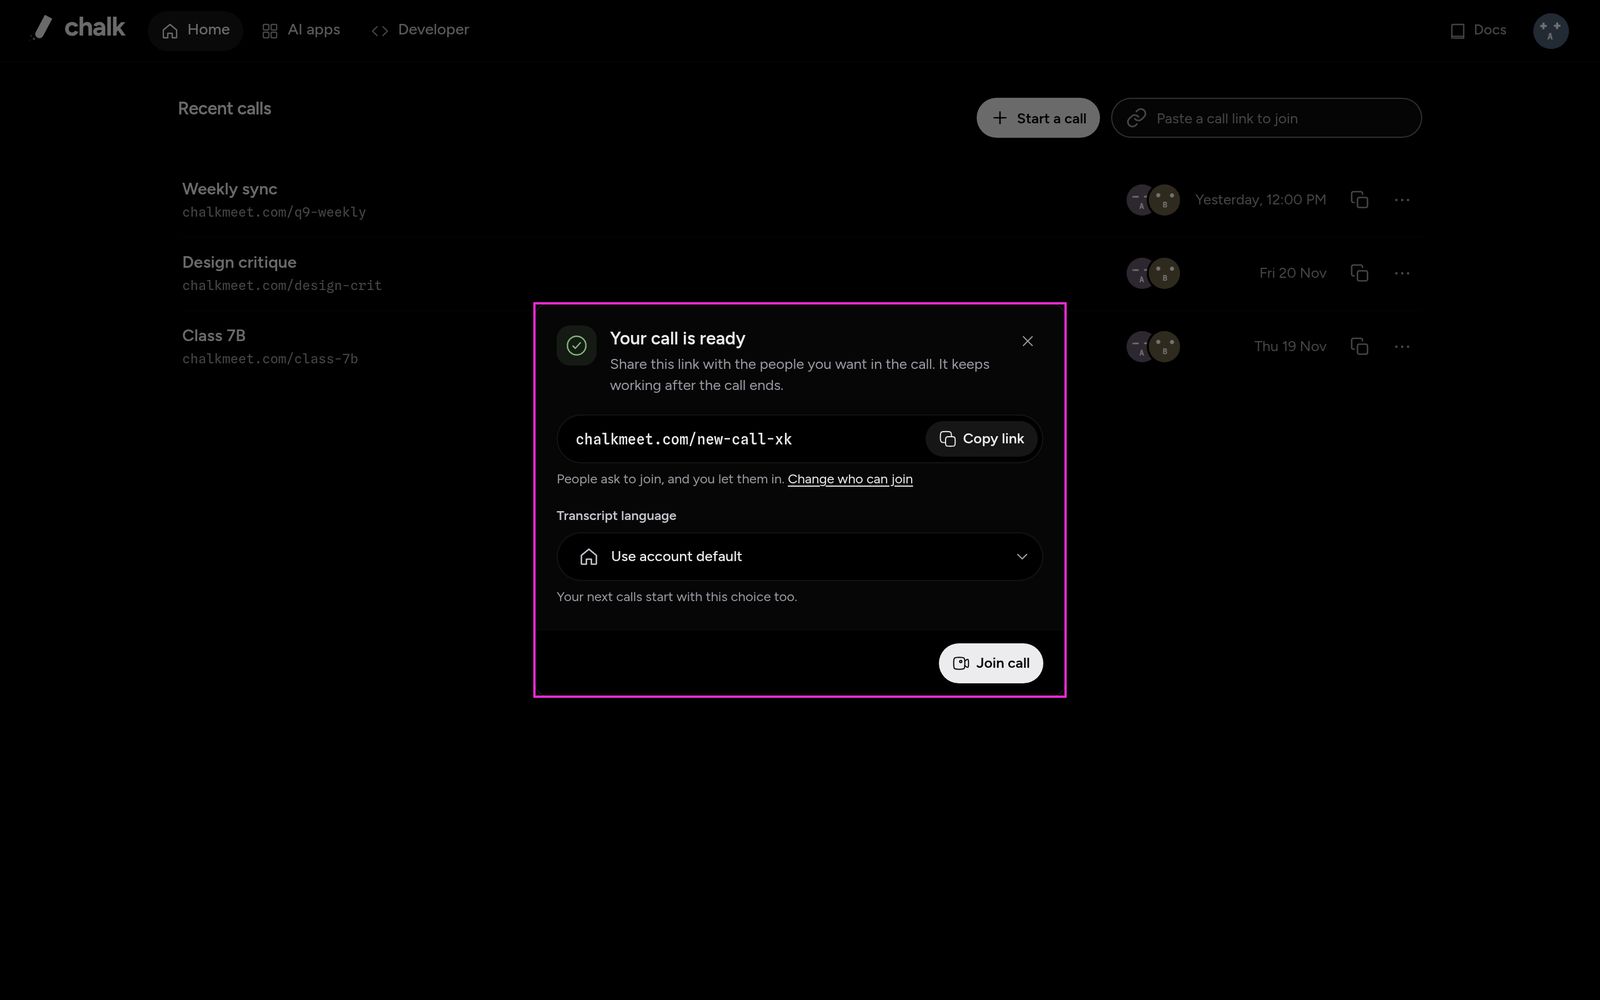 chalk
Home
AI apps
Developer
Docs
A
Recent calls
Start a call
Paste a call link to join
Weekly sync
chalkmeet.com/q9-weekly
A
B
Yesterday, 12:00 PM
Design critique
chalkmeet.com/design-crit
A
B
Fri 20 Nov
Class 7B
chalkmeet.com/class-7b
A
B
Thu 19 Nov
Your call is ready
Share this link with the people you want in the call. It keeps
working after the call ends.
chalkmeet.com/new-call-xk
Copy link
People ask to join, and you let them in. Change who can join
Transcript language
Use account default
Your next calls start with this choice too.
Join call